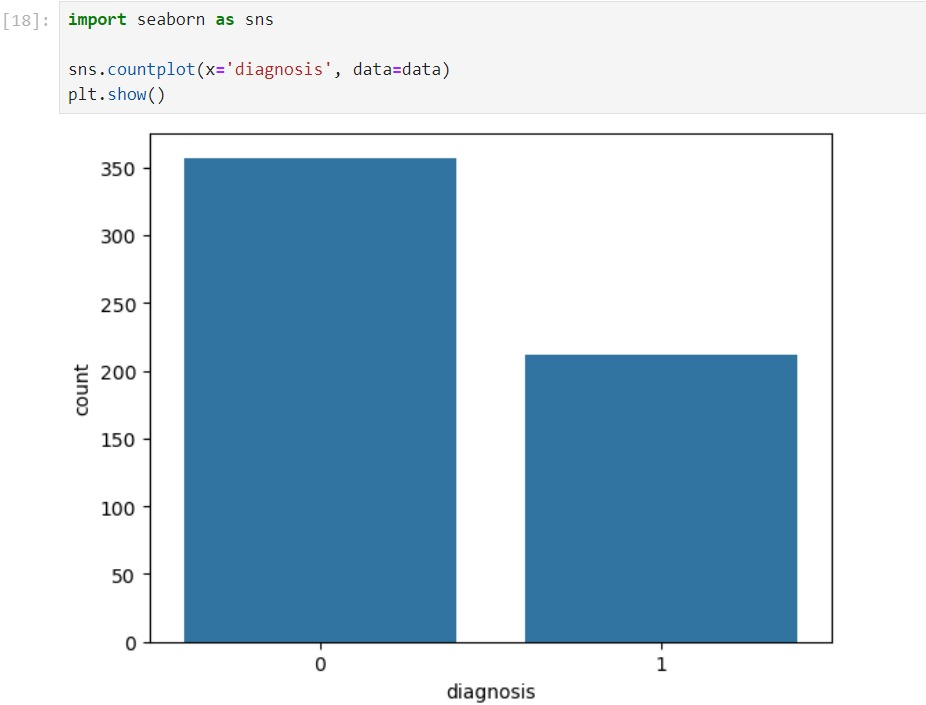 [18]: import seaborn as sns
sns.countplot(x='diagnosis', data=data)
plt.show()
350
300
250
200
150
100
50
0
count
0 1
diagnosis